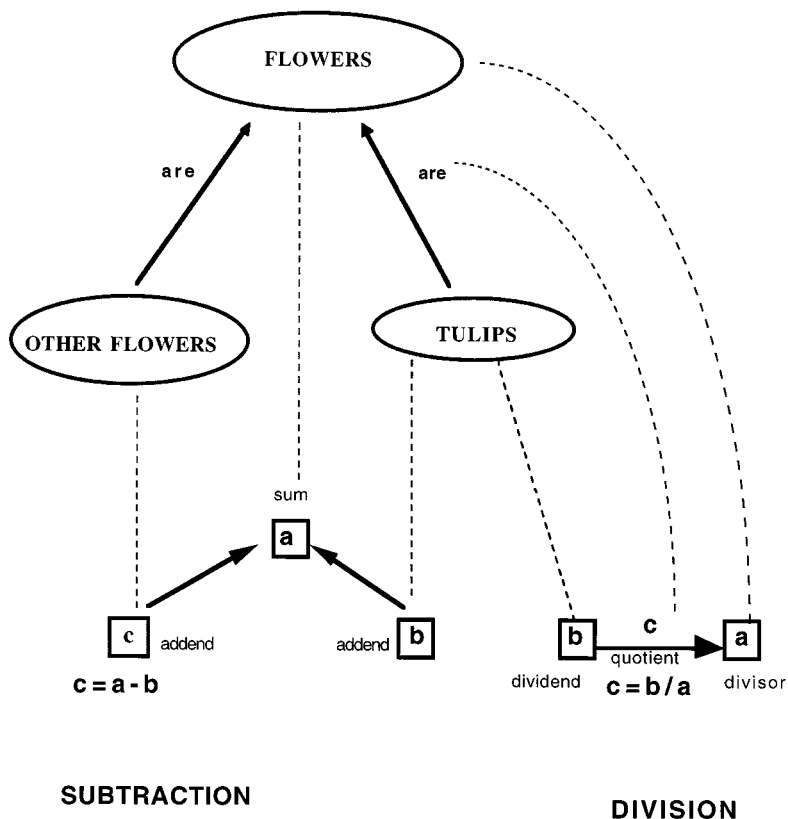 FLOWERS
are
are
OTHER FLOWERS
TULIPS
sum
a
c
addend
addend
b
b
c
a
quotient
dividend
c=b/a
divisor
c=a-b
SUBTRACTION
DIVISION